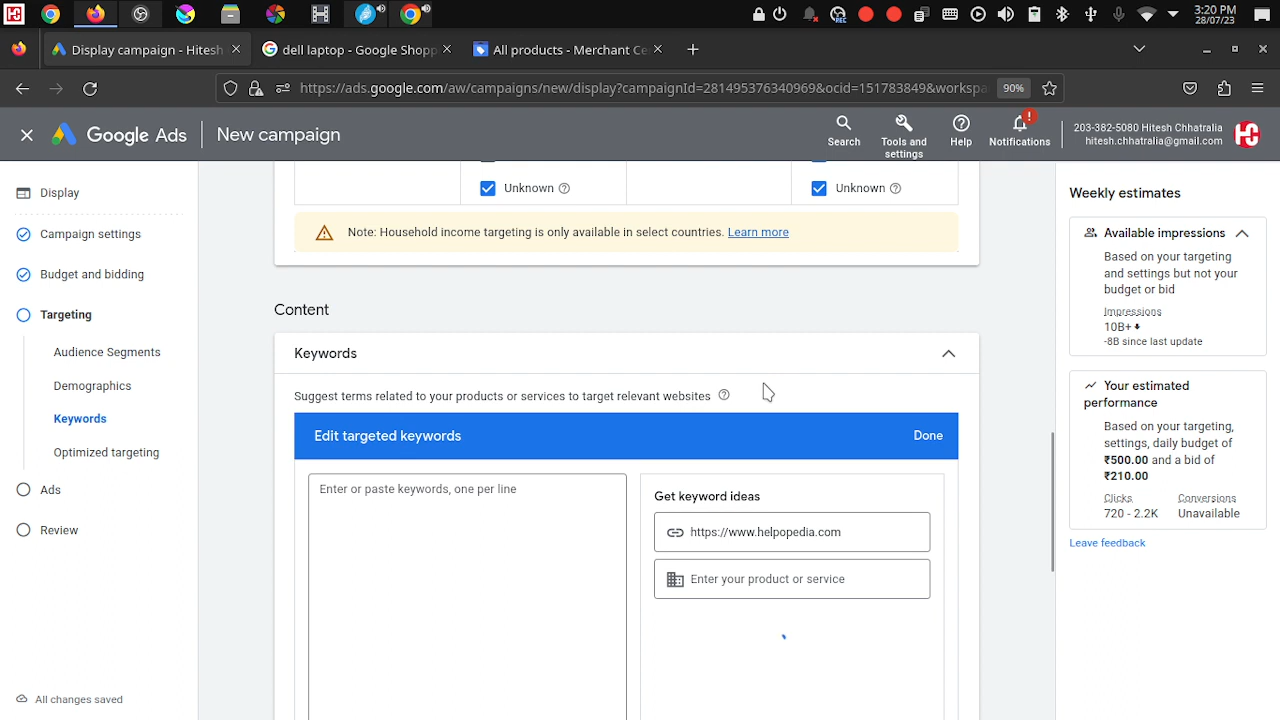 3:20 PM
28/07/23
REC
Display campaign - Hitesh
dell laptop - Google Shopp
All products - Merchant Ce
https://ads.google.com/aw/campaigns/new/display?campaignId=281495376340969&ocid=151783849&workspa
90%
Google Ads
New campaign
Search
Tools and settings
Help
Notifications
203-382-5080 Hitesh Chhatralia
hitesh.chhatralia@gmail.com
Display
Campaign settings
Budget and bidding
Targeting
Audience Segments
Demographics
Keywords
Optimized targeting
Ads
Review
All changes saved
Unknown
Unknown
Note: Household income targeting is only available in select countries. Learn more
Content
Keywords
Suggest terms related to your products or services to target relevant websites
Edit targeted keywords
Done
Enter or paste keywords, one per line
Get keyword ideas
https://www.helpopedia.com
Enter your product or service
Weekly estimates
Available impressions
Based on your targeting
and settings but not your
budget or bid
Impressions
10B+
-8B since last update
Your estimated
performance
Based on your targeting,
settings, daily budget of
₹500.00 and a bid of
₹210.00
Clicks
Conversions
720 - 2.2K
Unavailable
Leave feedback